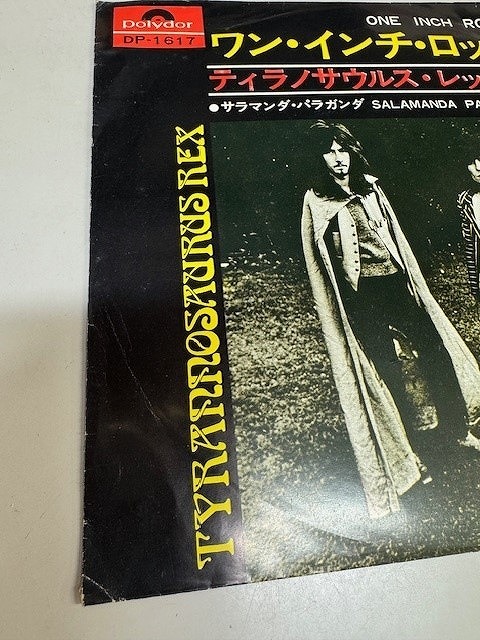 polydor
DP-1617
ONE INCH RO
ワン・インチ・ロッ
ティラノサウルス・レッ
●サラマンダ・パラガンダ SALAMANDA PA
TYRANNOSAURUS REX